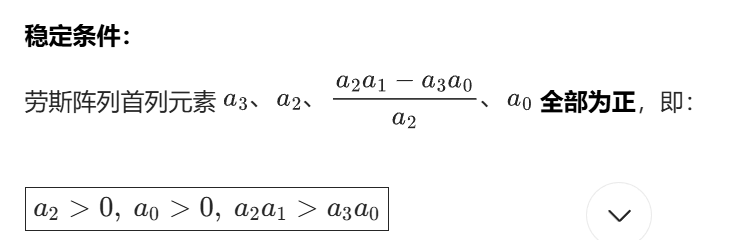 稳定条件：
劳斯阵列首列元素 a₃、 a₂、 (a₂a₁ − a₃a₀)/a₂、 a₀ 全部为正，即：
a₂ > 0, a₀ > 0, a₂a₁ > a₃a₀